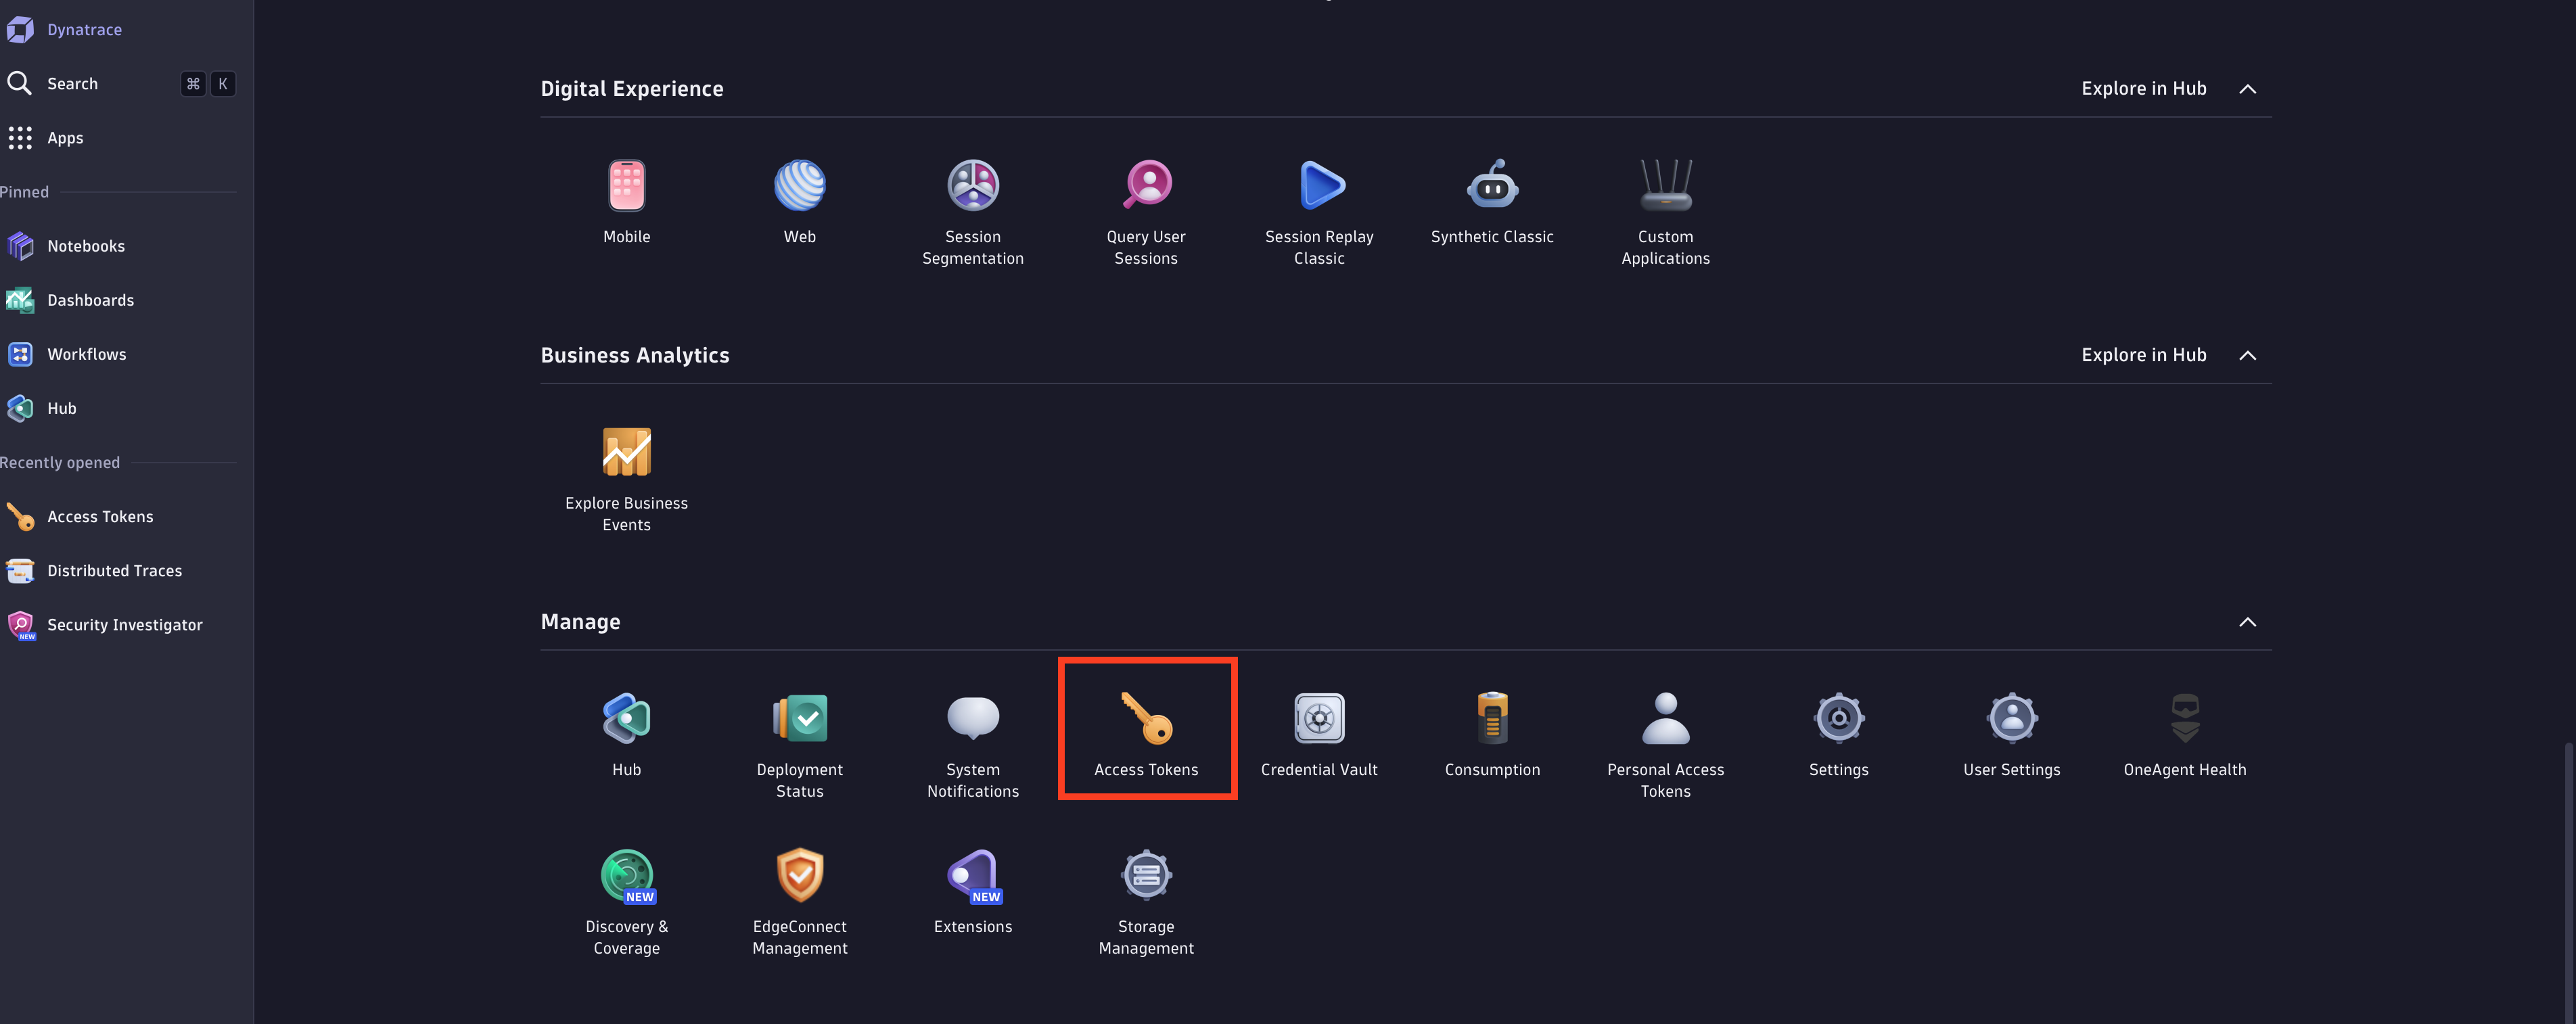 Dynatrace
Search ⌘ K
Apps
Pinned
Notebooks
Dashboards
Workflows
Hub
Recently opened
Access Tokens
Distributed Traces
Security Investigator
NEW
Digital Experience
Explore in Hub
Mobile
Web
Session
Segmentation
Query User
Sessions
Session Replay
Classic
Synthetic Classic
Custom
Applications
Business Analytics
Explore in Hub
Explore Business
Events
Manage
Hub
Deployment
Status
System
Notifications
Access Tokens
Credential Vault
Consumption
Personal Access
Tokens
Settings
User Settings
OneAgent Health
NEW
Discovery &
Coverage
EdgeConnect
Management
NEW
Extensions
Storage
Management